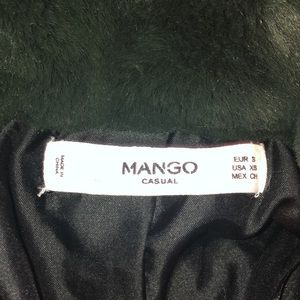 MADE IN
CHINA
MANGO
CASUAL
EUR S
USA XS
MEX CH